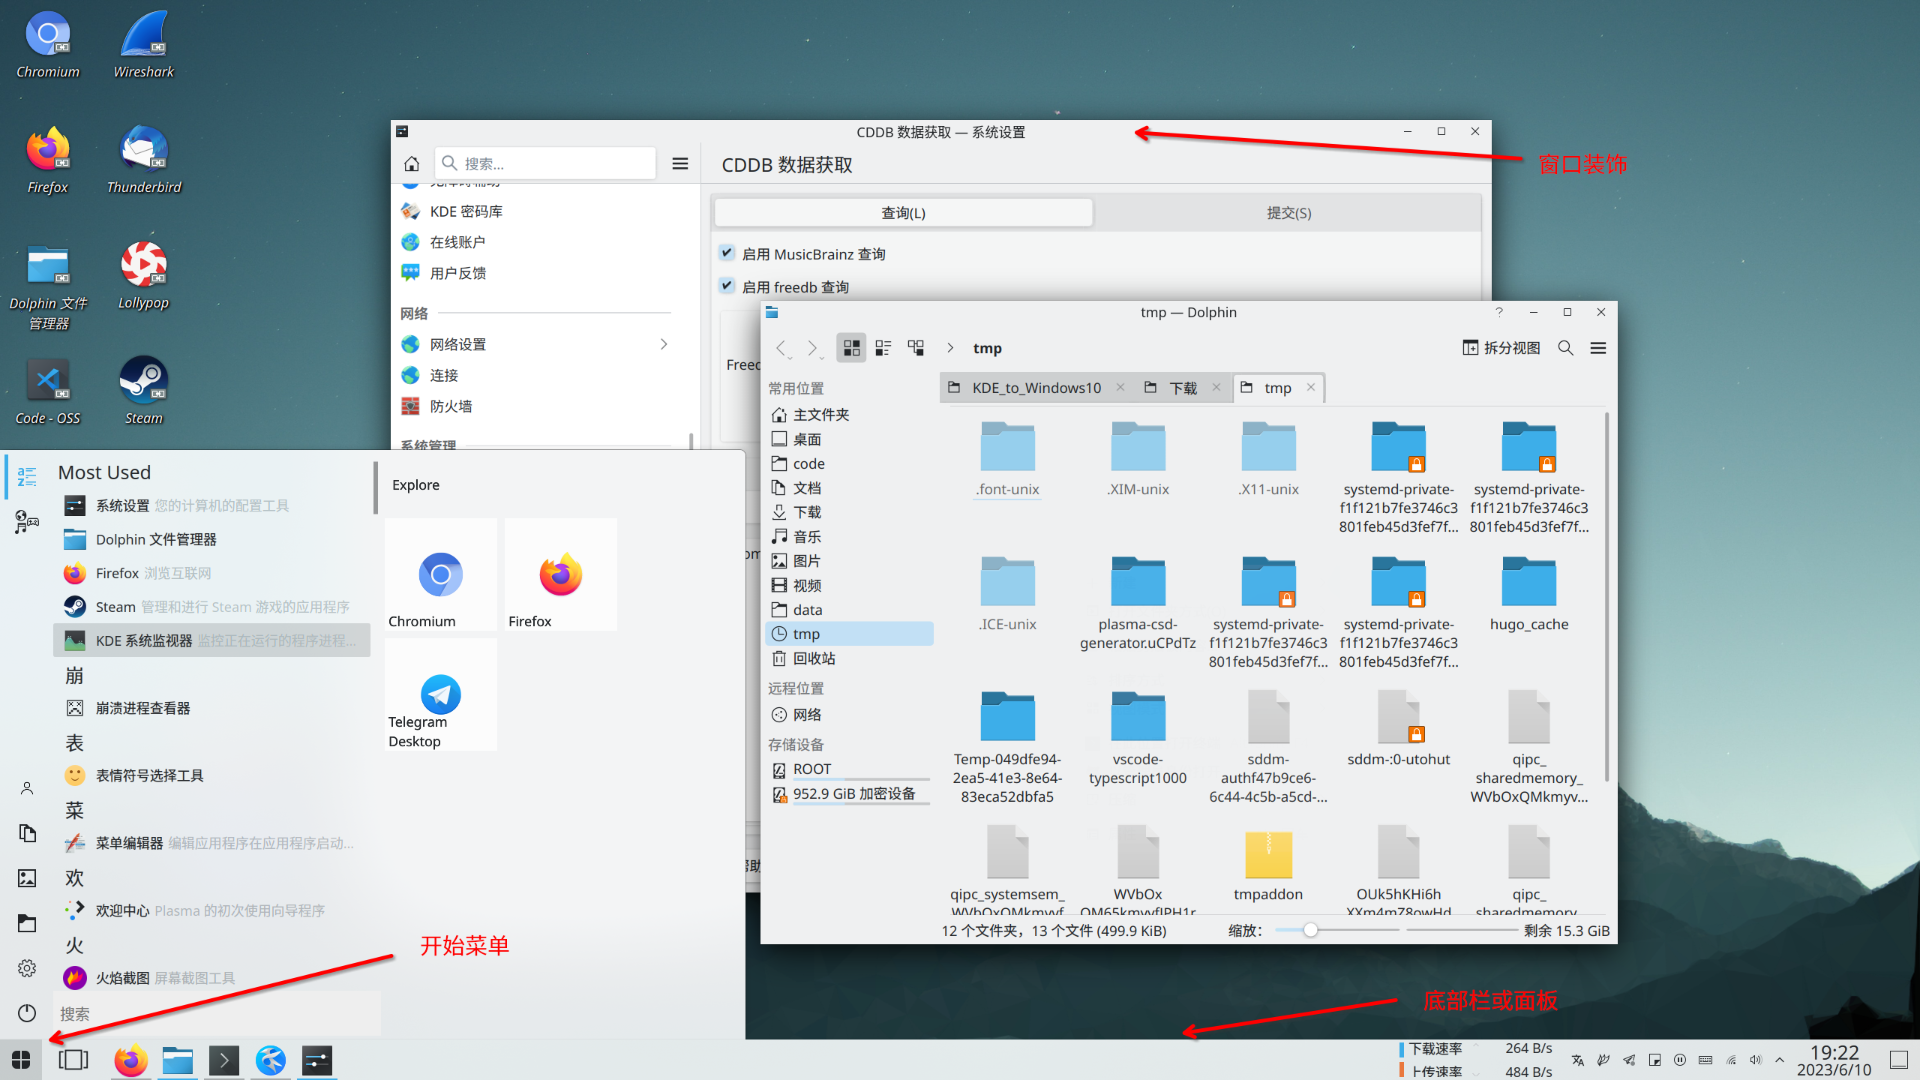 Chromium
Wireshark
Firefox
Thunderbird
Dolphin 文件
管理器
Lollypop
Code - OSS
Steam
CDDB 数据获取 — 系统设置
窗口装饰
搜索...
CDDB 数据获取
KDE 密码库
在线账户
用户反馈
网络
网络设置
连接
防火墙
系统管理
查询(L)
提交(S)
启用 MusicBrainz 查询
启用 freedb 查询
Freed
tmp — Dolphin
tmp
拆分视图
KDE_to_Windows10
下载
tmp
常用位置
主文件夹
桌面
code
文档
下载
音乐
图片
视频
data
tmp
回收站
远程位置
网络
存储设备
ROOT
952.9 GiB 加密设备
.font-unix
.XIM-unix
.X11-unix
systemd-private-
f1f121b7fe3746c3
801feb45d3fef7f...
systemd-private-
f1f121b7fe3746c3
801feb45d3fef7f...
.ICE-unix
plasma-csd-
generator.uCPdTz
systemd-private-
f1f121b7fe3746c3
801feb45d3fef7f...
systemd-private-
f1f121b7fe3746c3
801feb45d3fef7f...
hugo_cache
Temp-049dfe94-
2ea5-41e3-8e64-
83eca52dbfa5
vscode-
typescript1000
sddm-
authf47b9ce6-
6c44-4c5b-a5cd-...
sddm-:0-utohut
qipc_
sharedmemory_
WVbOxQMkmyv...
qipc_systemsem_
WVbOxQMkmyvf
WVbOx
QM65kmyvfIPH1r
tmpaddon
OUk5hKHi6h
XXm4mZ8owHd
qipc_
sharedmemory
12 个文件夹，13 个文件 (499.9 KiB)
缩放：
剩余 15.3 GiB
Most Used
系统设置 您的计算机的配置工具
Dolphin 文件管理器
Firefox 浏览互联网
Steam 管理和进行 Steam 游戏的应用程序
KDE 系统监视器 监控正在运行的程序进程...
崩
崩溃进程查看器
表
表情符号选择工具
菜
菜单编辑器 编辑应用程序在应用程序启动...
欢
欢迎中心 Plasma 的初次使用向导程序
火
火焰截图 屏幕截图工具
搜索
Explore
Chromium
Firefox
Telegram
Desktop
开始菜单
底部栏或面板
下载速率 264 B/s
上传速率 484 B/s
19:22
2023/6/10